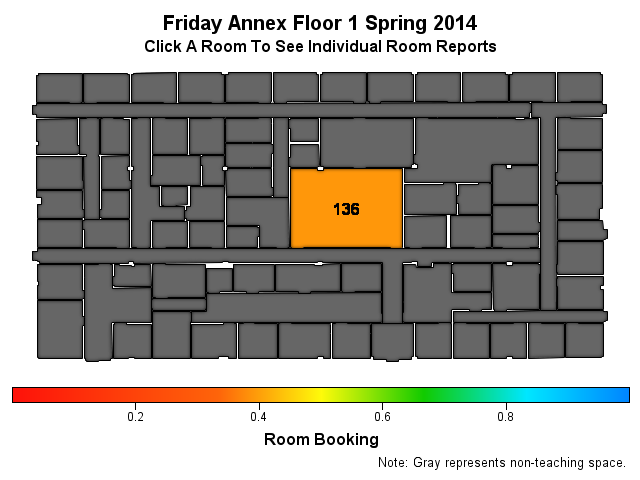 Friday Annex Floor 1 Spring 2014
Click A Room To See Individual Room Reports
136
0.2 0.4 0.6 0.8
Room Booking
Note: Gray represents non-teaching space.